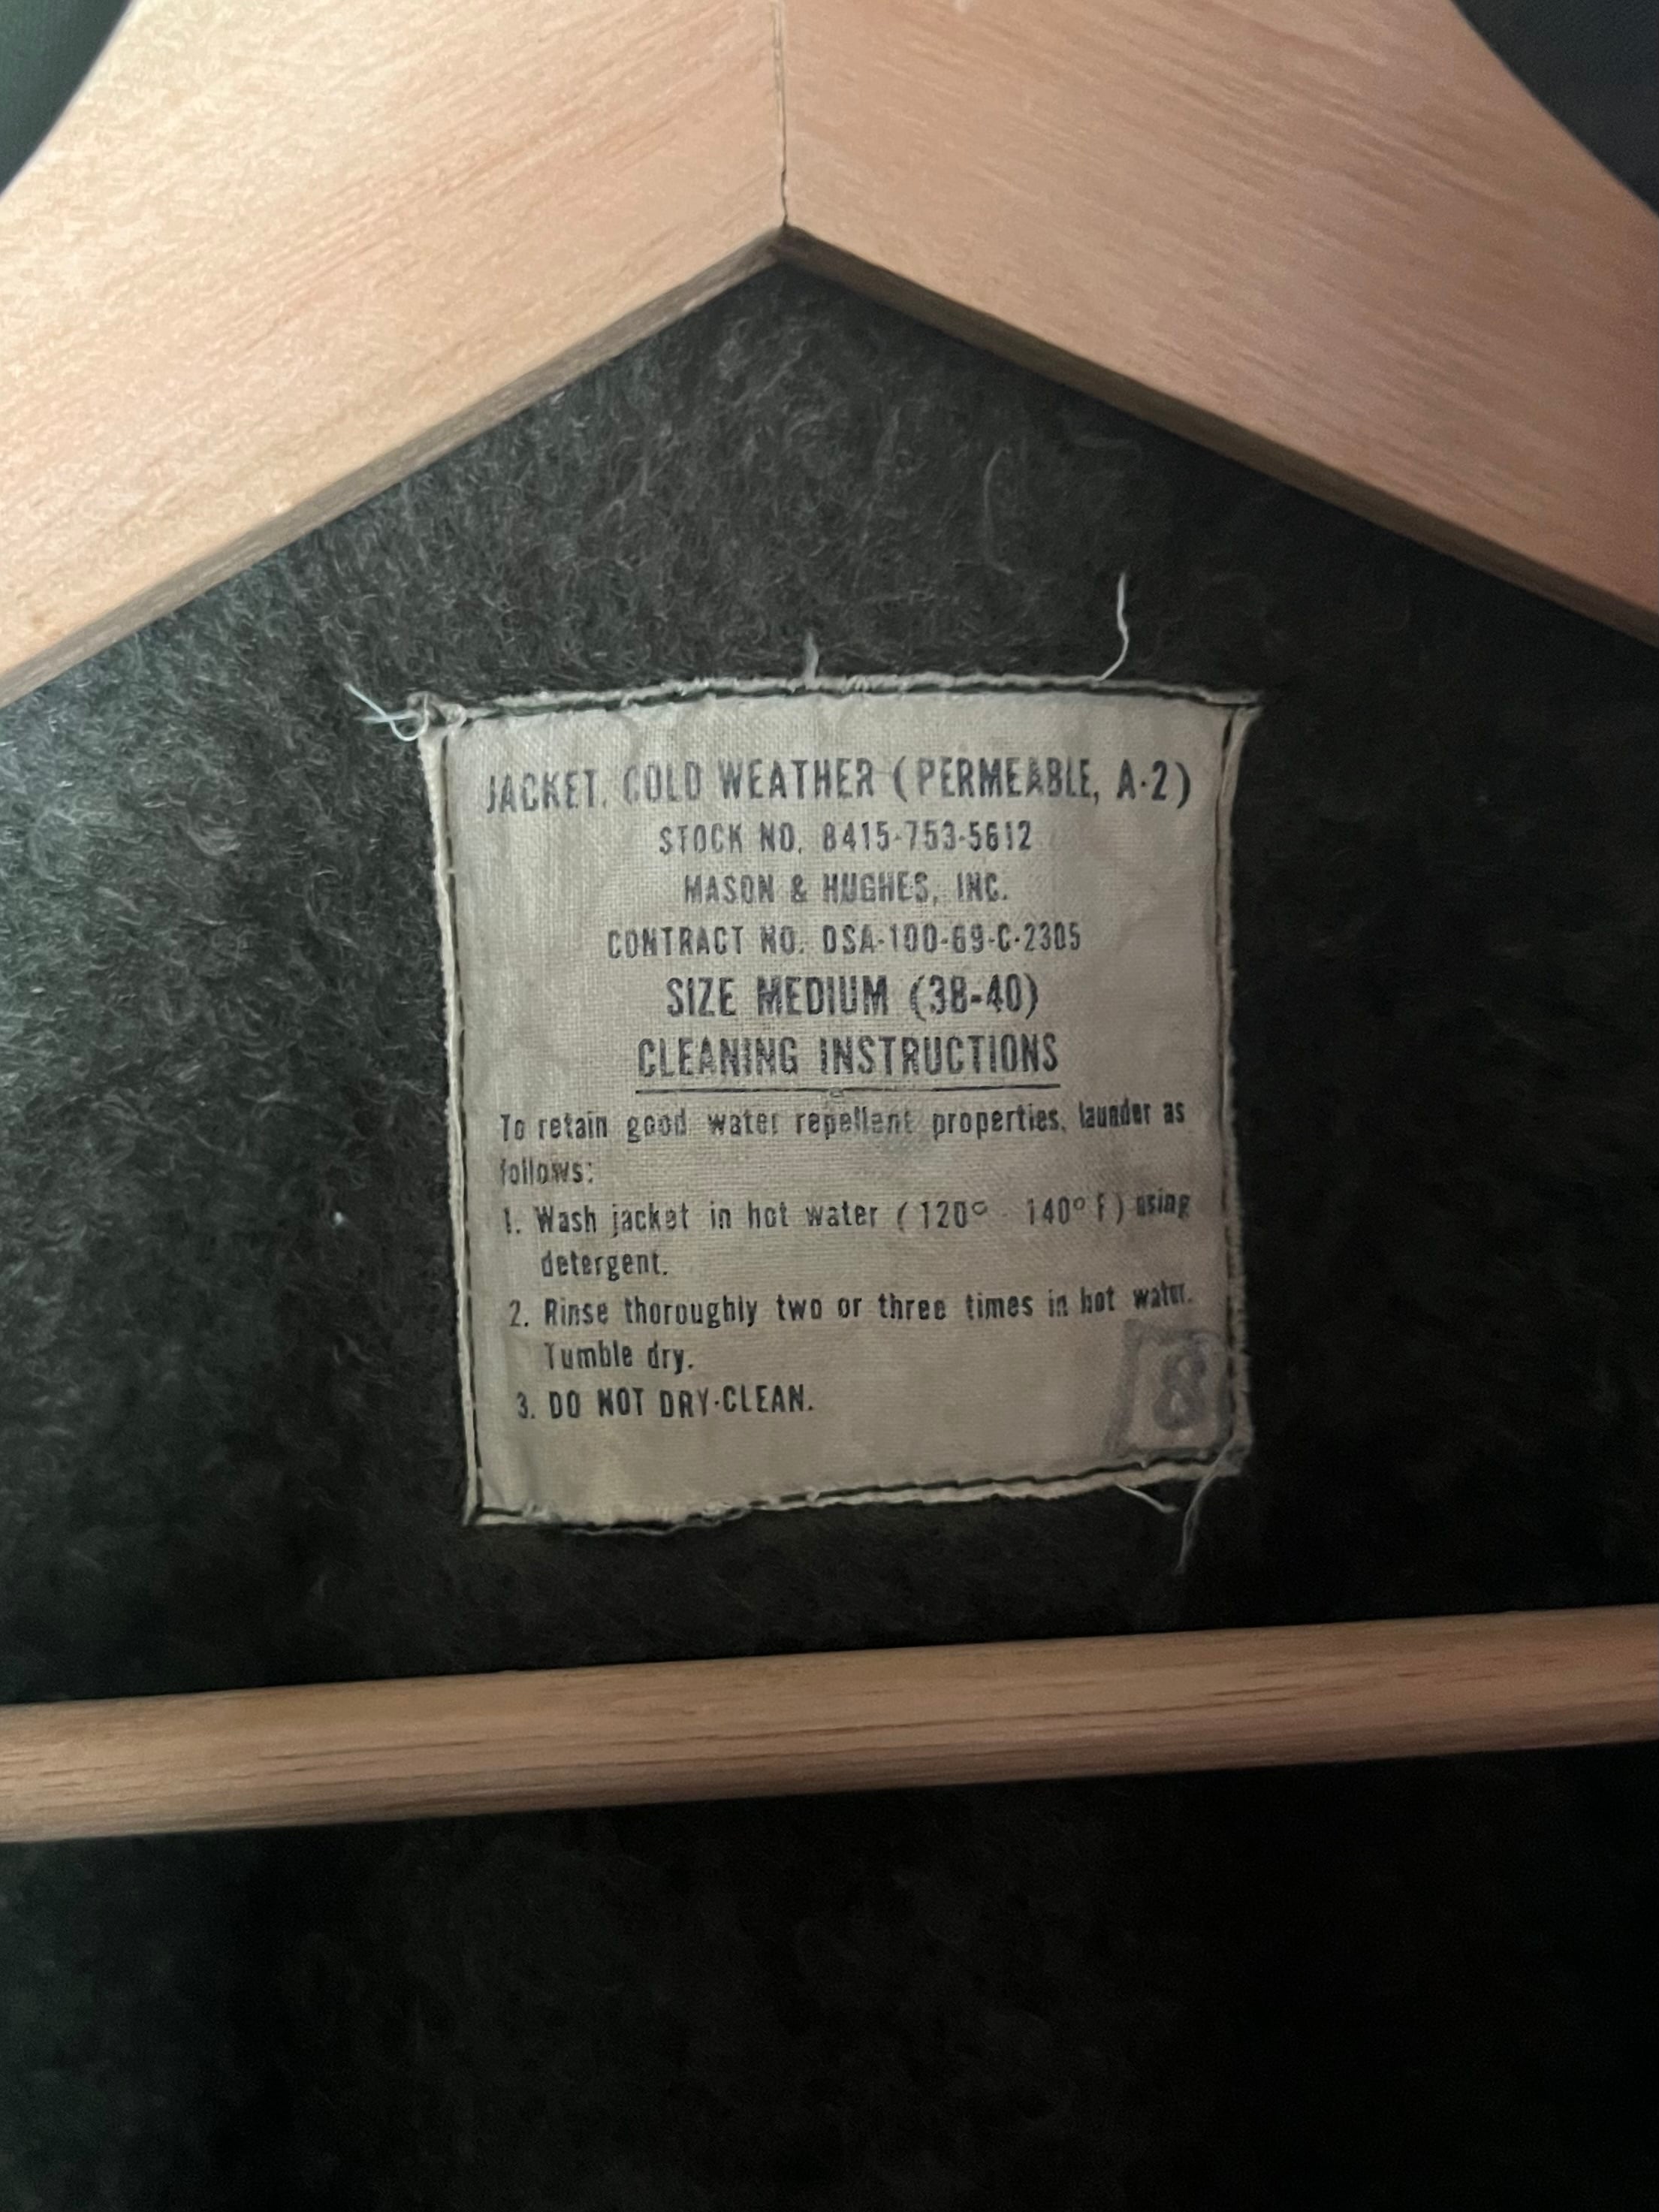 JACKET, COLD WEATHER (PERMEABLE, A-2)
STOCK NO. 8415-753-5612
MASON & HUGHES, INC.
CONTRACT NO. DSA-100-69-C-2305
SIZE MEDIUM (38-40)
CLEANING INSTRUCTIONS
To retain good water repellent properties, launder as
follows:
1. Wash jacket in hot water (120° - 140° F) using
detergent.
2. Rinse thoroughly two or three times in hot water.
Tumble dry.
3. DO NOT DRY-CLEAN.
8